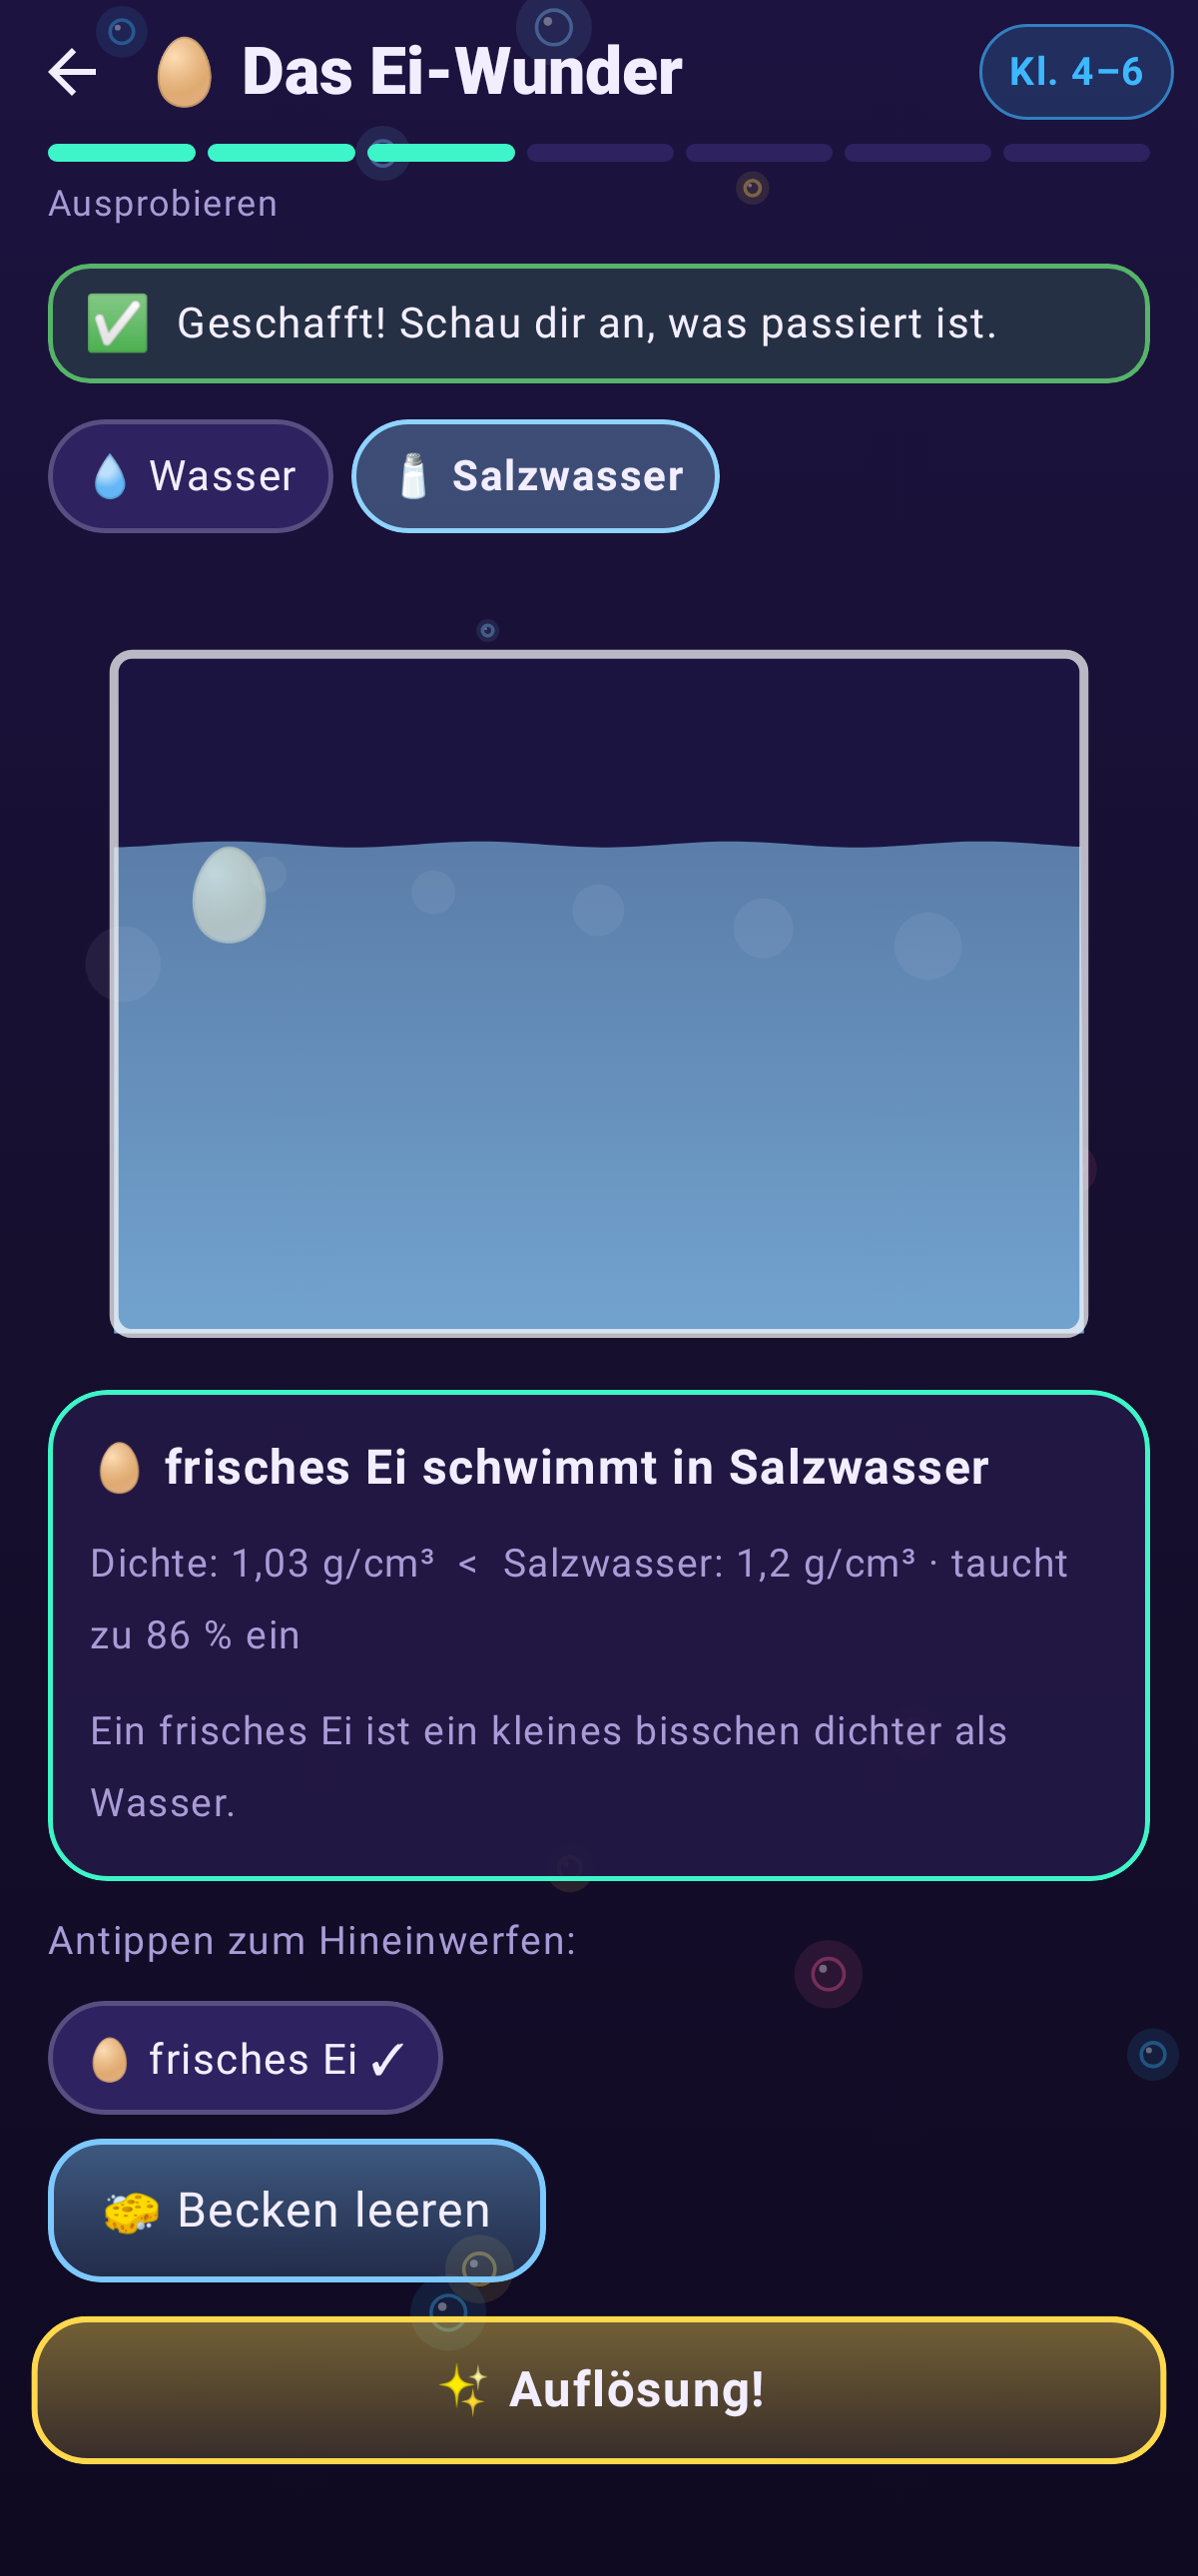 Das Ei-Wunder
Kl. 4–6
Ausprobieren
Geschafft! Schau dir an, was passiert ist.
Wasser
Salzwasser
frisches Ei schwimmt in Salzwasser
Dichte: 1,03 g/cm³ < Salzwasser: 1,2 g/cm³ · taucht
zu 86 % ein
Ein frisches Ei ist ein kleines bisschen dichter als
Wasser.
Antippen zum Hineinwerfen:
frisches Ei ✓
Becken leeren
Auflösung!